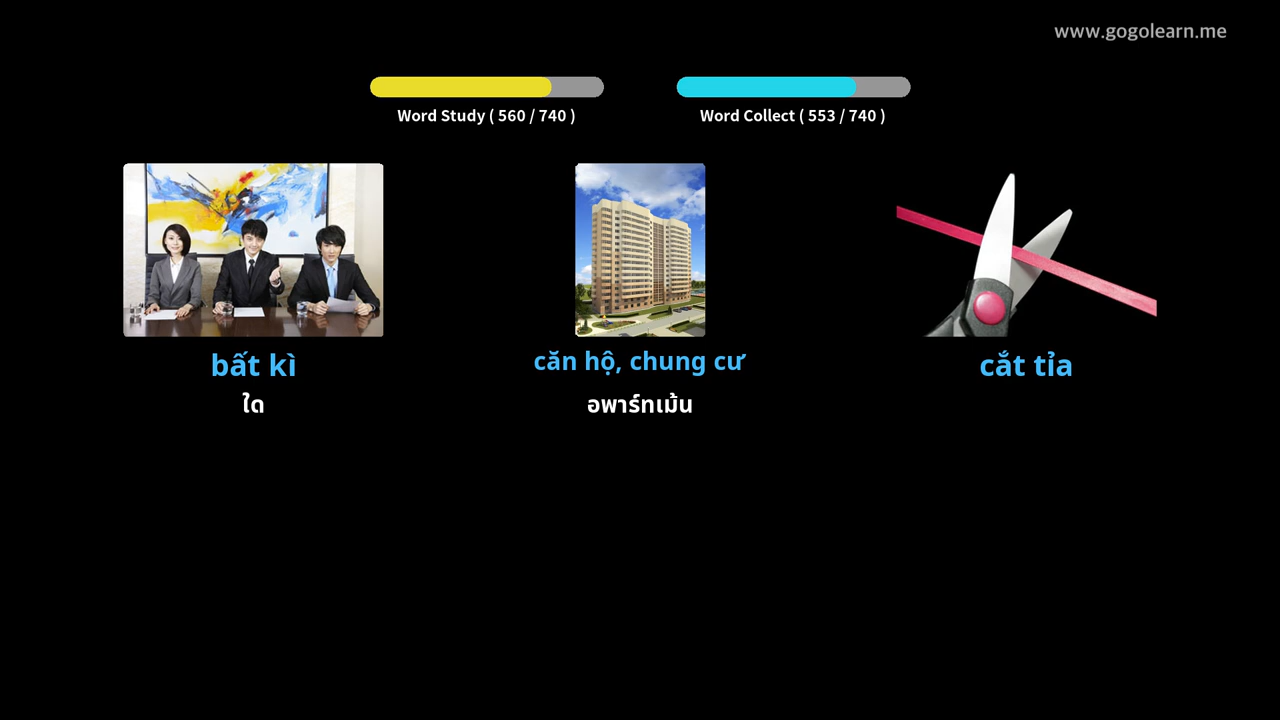 www.gogolearn.me
Word Study ( 560 / 740 )
Word Collect ( 553 / 740 )
bất kì
căn hộ, chung cư
cắt tỉa
ใด
อพาร์ทเม้น